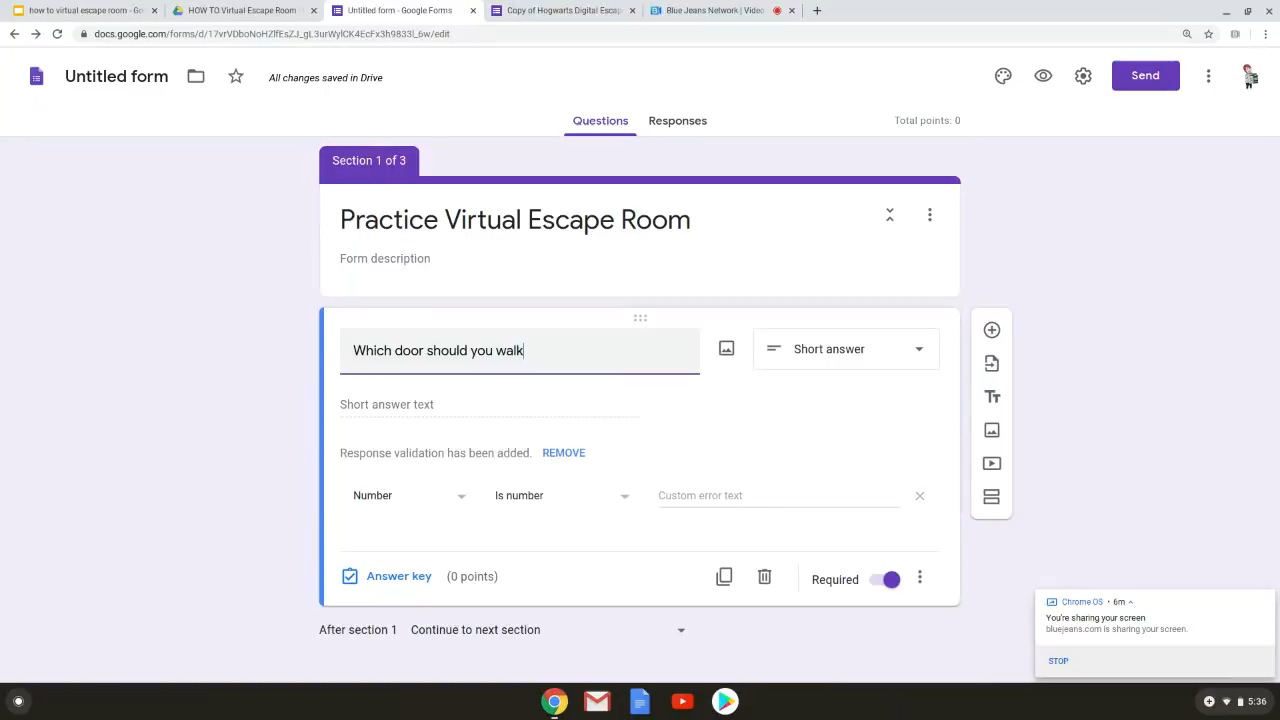 how to virtual escape room - Go
HOW TO Virtual Escape Room
Untitled form - Google Forms
Copy of Hogwarts Digital Escap
Blue Jeans Network | Video
docs.google.com/forms/d/17vrVDboNoHZlfEsZJ_gL3urWylCK4EcFx3h9833l_6w/edit
Untitled form
All changes saved in Drive
Send
Questions
Responses
Total points: 0
Section 1 of 3
Practice Virtual Escape Room
Form description
Which door should you walk
Short answer
Short answer text
Response validation has been added. REMOVE
Number
Is number
Custom error text
Answer key (0 points)
Required
After section 1 Continue to next section
Chrome OS • 6m
You're sharing your screen
bluejeans.com is sharing your screen.
STOP
5:36